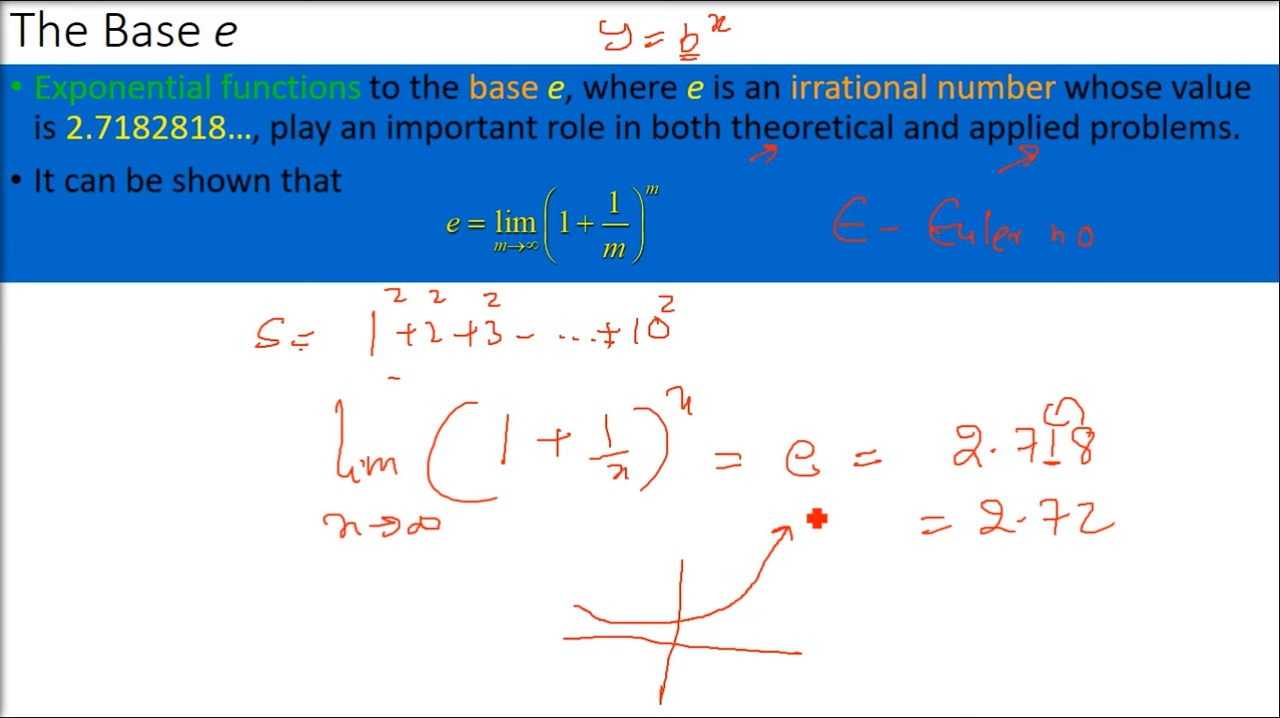 The Base e
y = b^x
• Exponential functions to the base e, where e is an irrational number whose value
is 2.7182818..., play an important role in both theoretical and applied problems.
• It can be shown that
e = lim m→∞ (1 + 1/m)^m
E - Euler no
S = 1² + 2² + 3² - ... + 10²
lim x→∞ (1 + 1/x)^x = e = 2.718
= 2.72